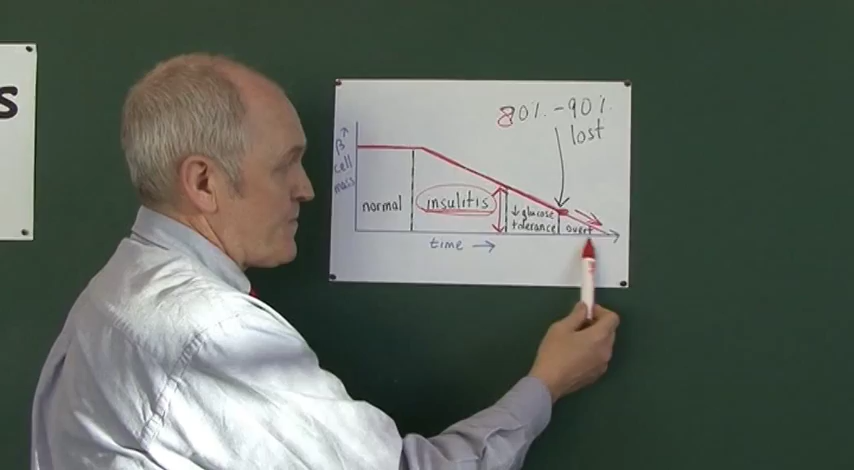 s
80% - 90%
lost
β
cell
mass
normal
insulitis
↓ glucose
tolerance
overt
time →